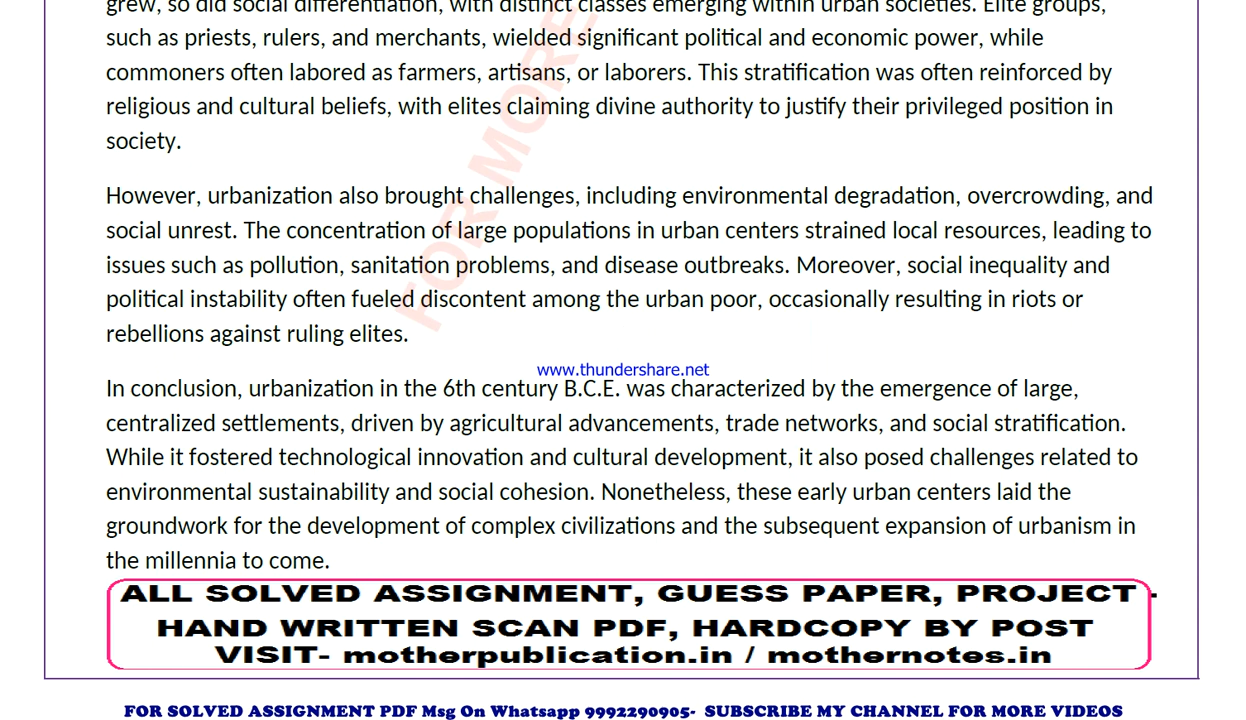 grew, so did social differentiation, with distinct classes emerging within urban societies. Elite groups,
such as priests, rulers, and merchants, wielded significant political and economic power, while
commoners often labored as farmers, artisans, or laborers. This stratification was often reinforced by
religious and cultural beliefs, with elites claiming divine authority to justify their privileged position in
society.
However, urbanization also brought challenges, including environmental degradation, overcrowding, and
social unrest. The concentration of large populations in urban centers strained local resources, leading to
issues such as pollution, sanitation problems, and disease outbreaks. Moreover, social inequality and
political instability often fueled discontent among the urban poor, occasionally resulting in riots or
rebellions against ruling elites.
FOR MORE
www.thundershare.net
In conclusion, urbanization in the 6th century B.C.E. was characterized by the emergence of large,
centralized settlements, driven by agricultural advancements, trade networks, and social stratification.
While it fostered technological innovation and cultural development, it also posed challenges related to
environmental sustainability and social cohesion. Nonetheless, these early urban centers laid the
groundwork for the development of complex civilizations and the subsequent expansion of urbanism in
the millennia to come.
ALL SOLVED ASSIGNMENT, GUESS PAPER, PROJECT -
HAND WRITTEN SCAN PDF, HARDCOPY BY POST
VISIT- motherpublication.in / mothernotes.in
FOR SOLVED ASSIGNMENT PDF Msg On Whatsapp 9992290905- SUBSCRIBE MY CHANNEL FOR MORE VIDEOS